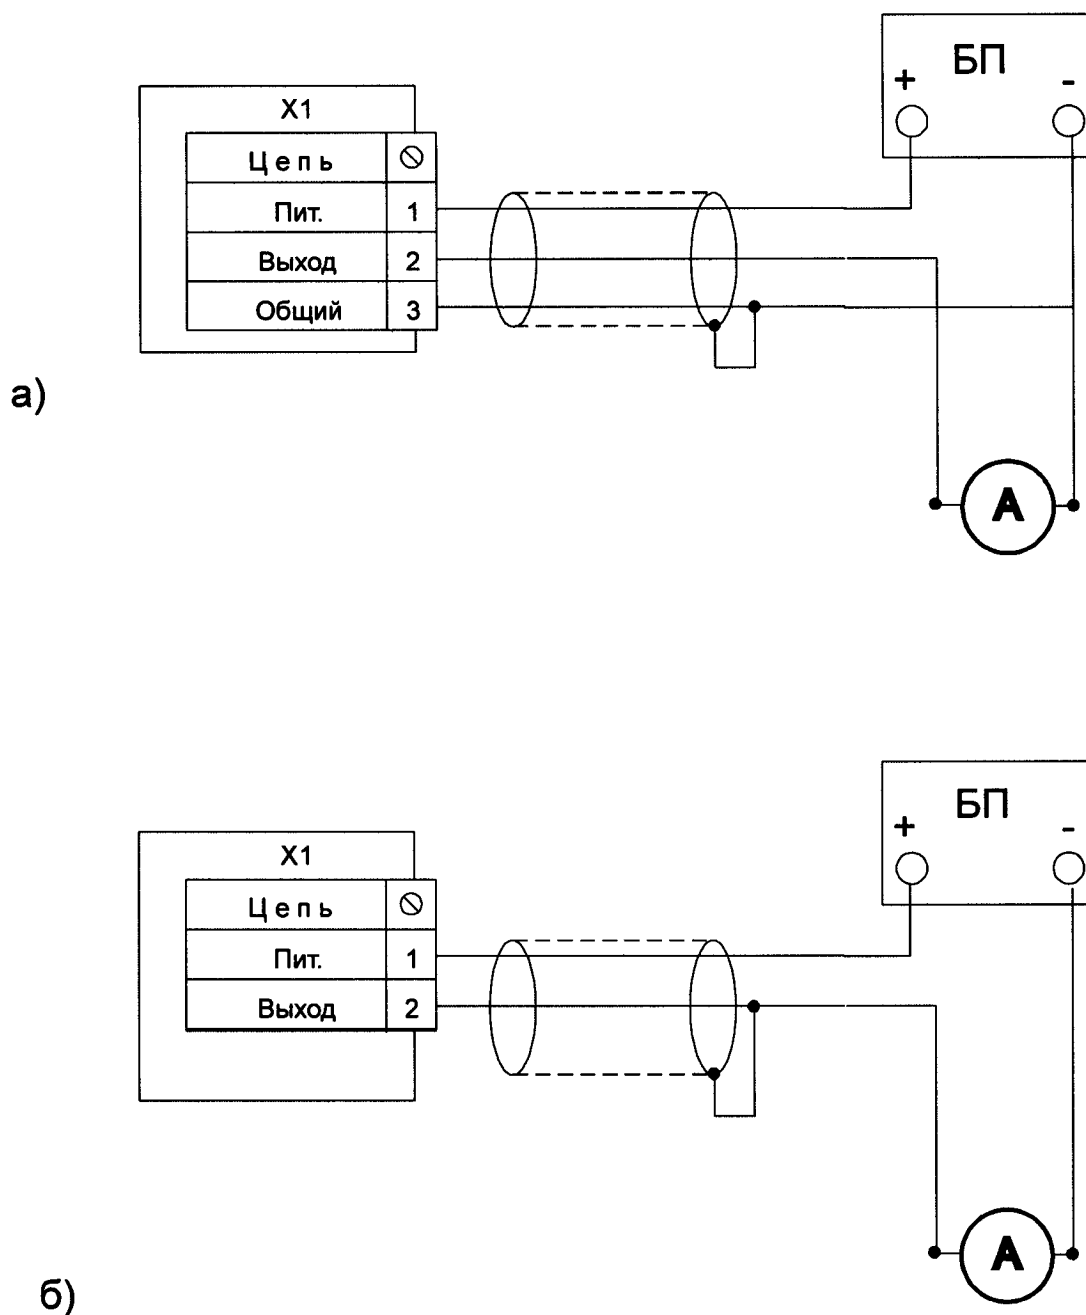 БП
+ -
X1
Цепь
Пит. 1
Выход 2
Общий 3
а)
А
БП
+ -
X1
Цепь
Пит. 1
Выход 2
А
б)